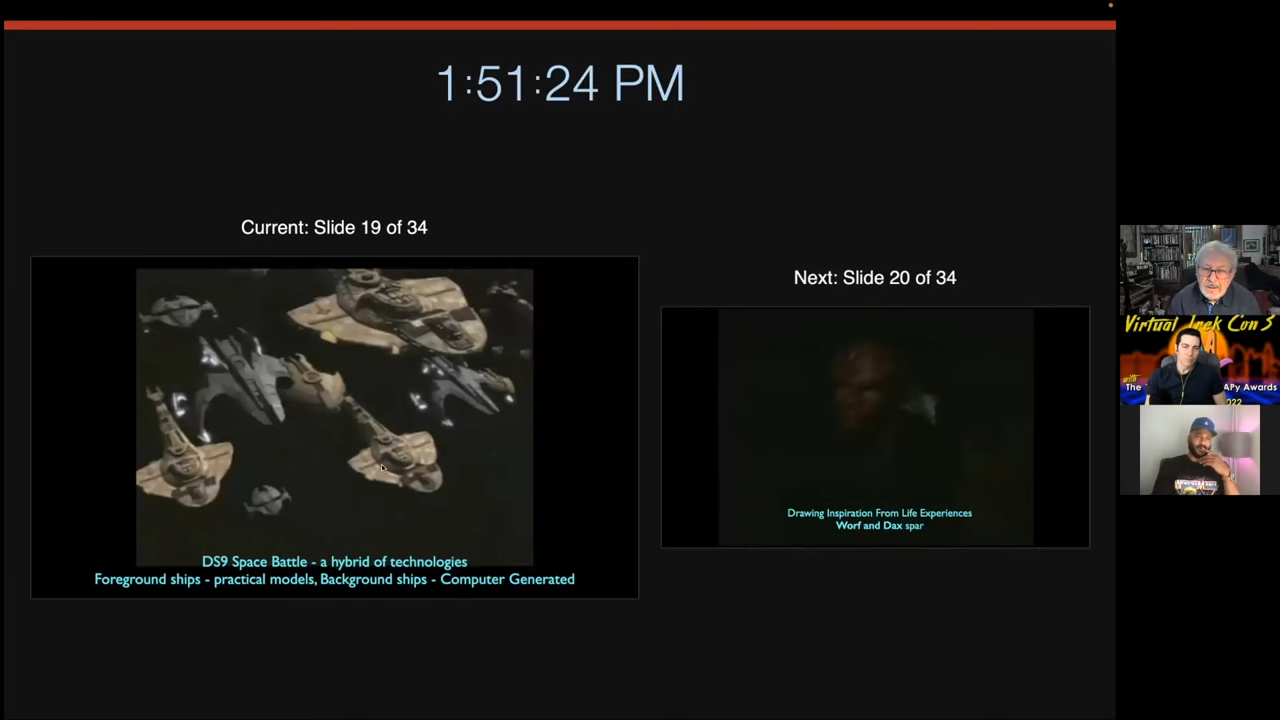 1:51:24 PM
Current: Slide 19 of 34
Next: Slide 20 of 34
DS9 Space Battle - a hybrid of technologies
Foreground ships - practical models, Background ships - Computer Generated
Drawing Inspiration From Life Experiences
Worf and Dax spar
Virtual Trek Con 3
with
The
APy Awards
2022